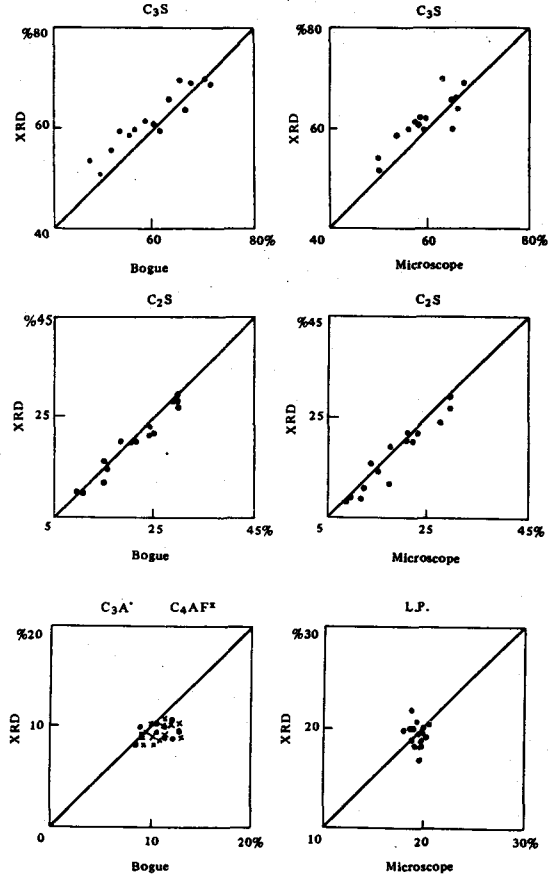 C₃S
%80
XRD
60
40
60
80%
Bogue
C₃S
%80
XRD
60
40
60
80%
Microscope
C₂S
%45
XRD
25
5
25
45%
Bogue
C₂S
%45
XRD
25
5
25
45%
Microscope
C₃A• C₄AFˣ
%20
XRD
10
0
10
20%
Bogue
L.P.
%30
XRD
20
10
20
30%
Microscope